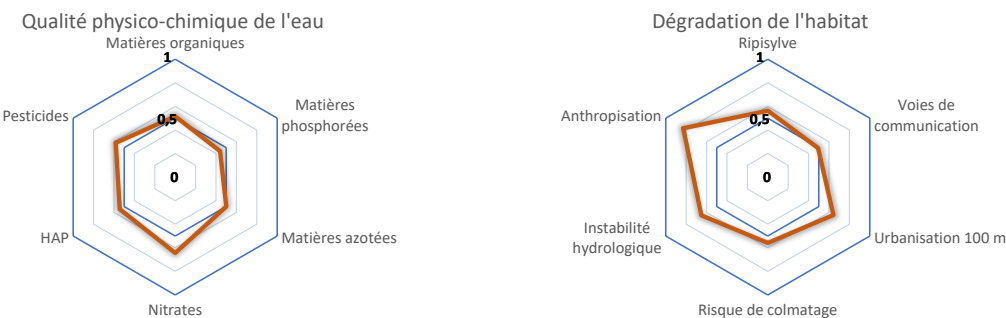 Qualité physico-chimique de l'eau
Matières organiques
1
Pesticides
Matières
phosphorées
0,5
0
HAP
Matières azotées
Nitrates
Dégradation de l'habitat
Ripisylve
1
Anthropisation
Voies de
communication
0,5
0
Instabilité
hydrologique
Urbanisation 100 m
Risque de colmatage